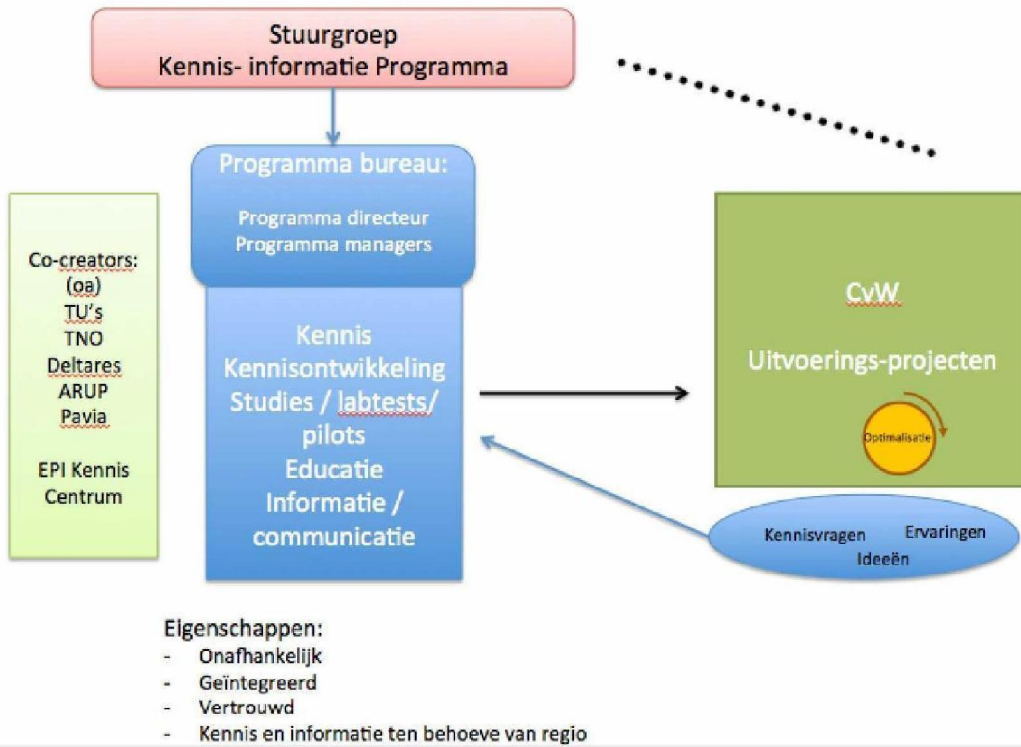 Stuurgroep
Kennis- informatie Programma
Programma bureau:
Programma directeur
Programma managers
Co-creators:
(oa)
TU's
TNO
Deltares
ARUP
Pavia
EPI Kennis
Centrum
Kennis
Kennisontwikkeling
Studies / labtests/
pilots
Educatie
Informatie /
communicatie
CvW
Uitvoerings-projecten
Optimalisatie
Kennisvragen
Ervaringen
Ideeën
Eigenschappen:
- Onafhankelijk
- Geïntegreerd
- Vertrouwd
- Kennis en informatie ten behoeve van regio